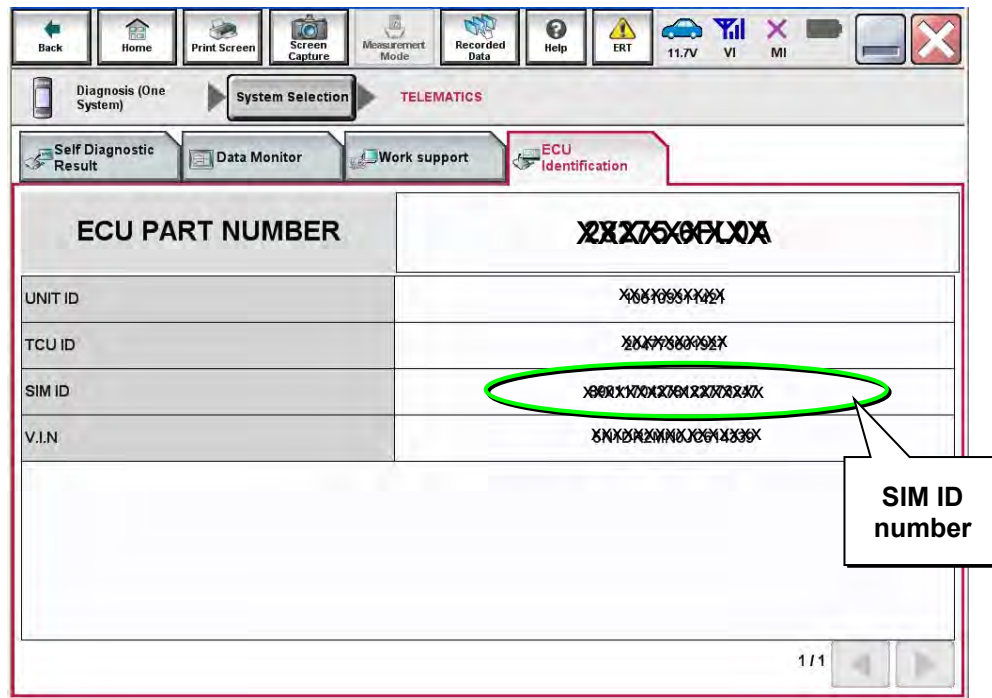 Back
Home
Print Screen
Screen Capture
Measurement Mode
Recorded Data
Help
ERT
11.7V
VI
MI
Diagnosis (One System)
System Selection
TELEMATICS
Self Diagnostic Result
Data Monitor
Work support
ECU Identification
ECU PART NUMBER
UNIT ID
TCU ID
SIM ID
V.I.N
SIM ID
number
1/1